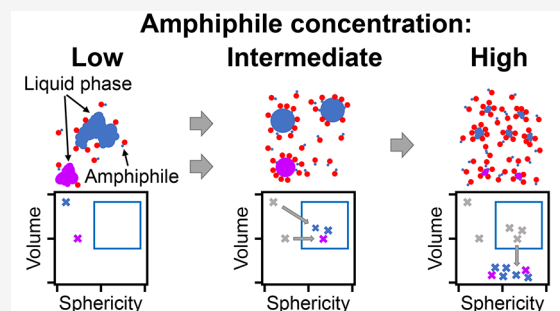 Amphiphile concentration:
Low
Intermediate
High
Liquid phase
Amphiphile
Volume
Sphericity
Volume
Sphericity
Volume
Sphericity